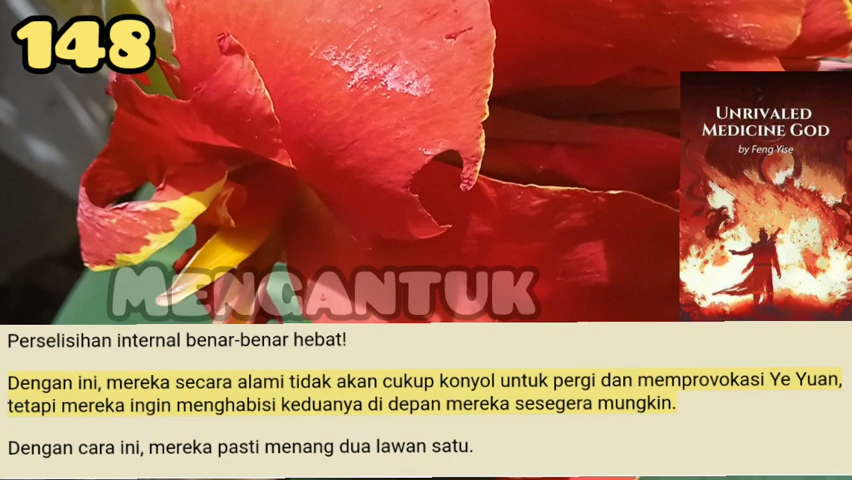 148
UNRIVALED
MEDICINE GOD
by Feng Yise
MENGANTUK
Perselisihan internal benar-benar hebat!
Dengan ini, mereka secara alami tidak akan cukup konyol untuk pergi dan memprovokasi Ye Yuan,
tetapi mereka ingin menghabisi keduanya di depan mereka sesegera mungkin.
Dengan cara ini, mereka pasti menang dua lawan satu.